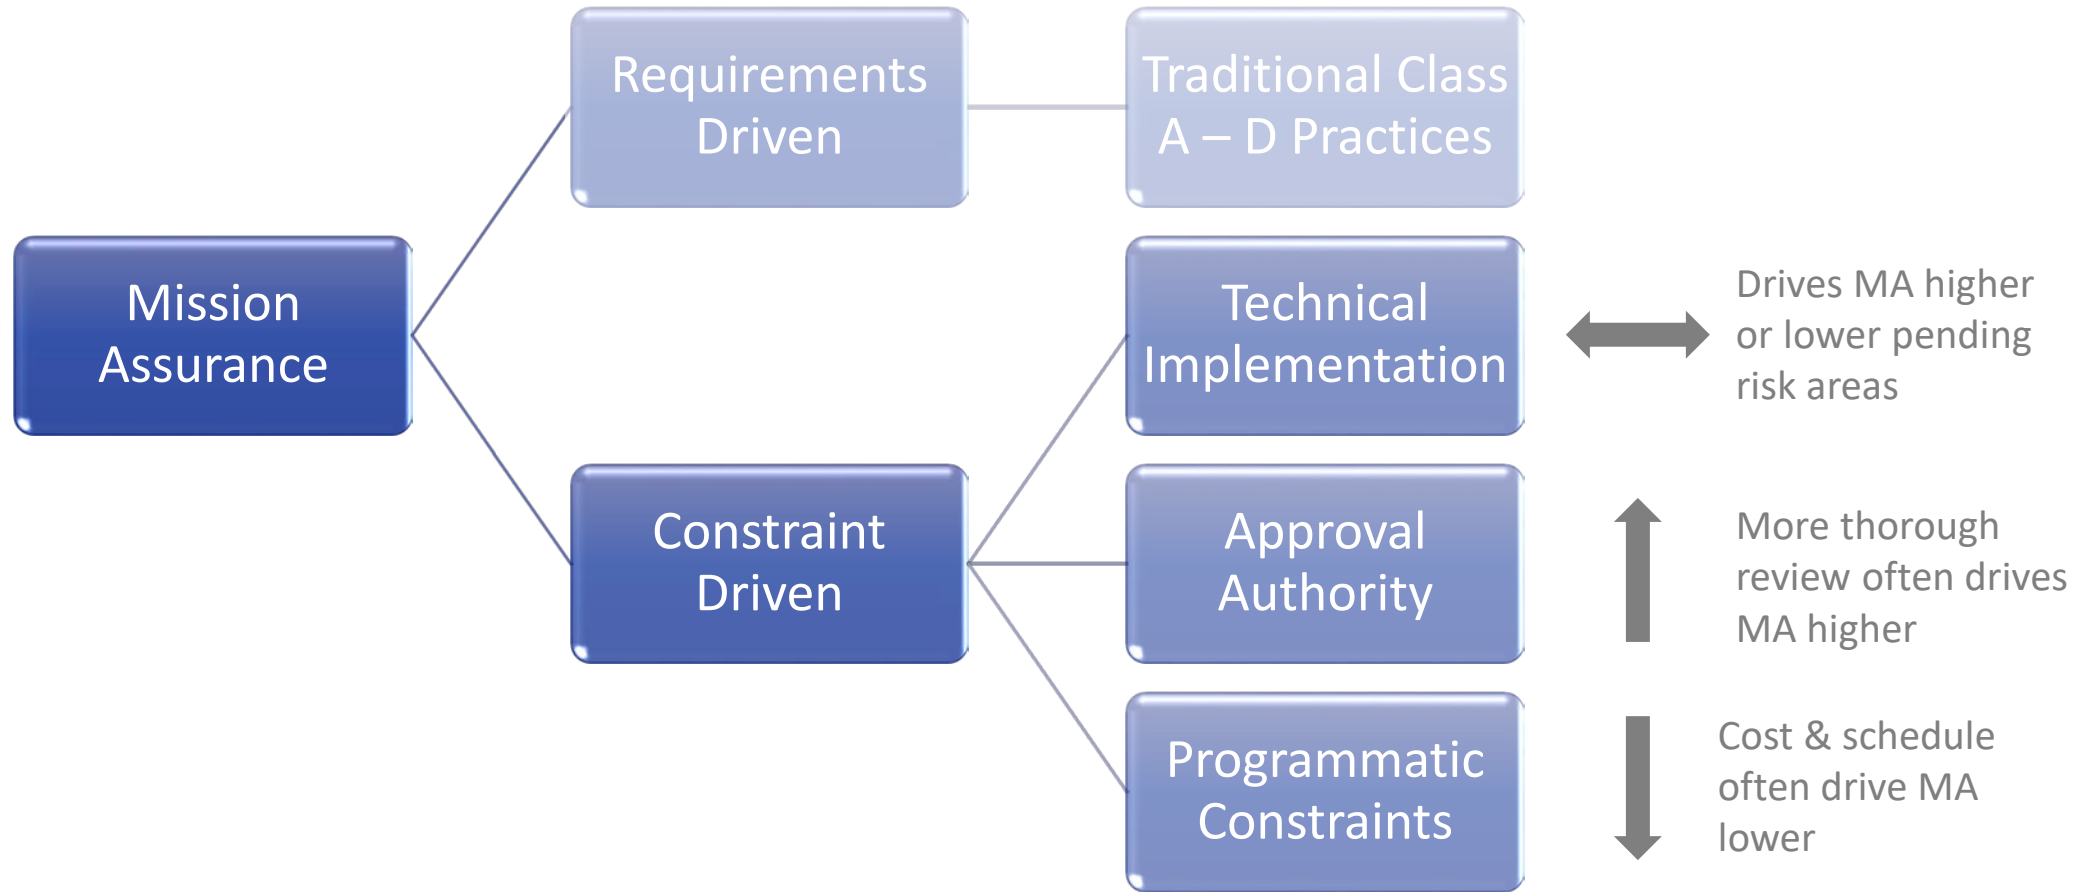 Requirements
Driven
Traditional Class
A – D Practices
Mission
Assurance
Technical
Implementation
Drives MA higher
or lower pending
risk areas
Constraint
Driven
Approval
Authority
More thorough
review often drives
MA higher
Programmatic
Constraints
Cost & schedule
often drive MA
lower